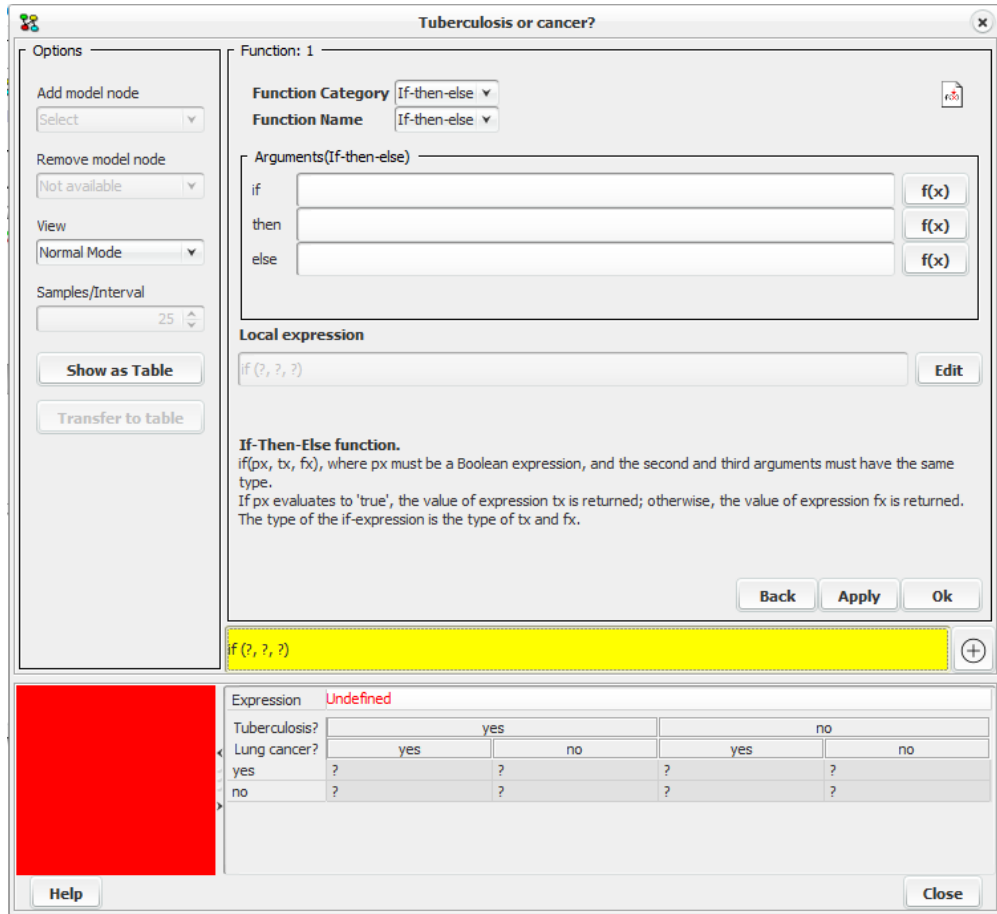 Tuberculosis or cancer?
Options
Add model node
Select
Remove model node
Not available
View
Normal Mode
Samples/Interval
25
Show as Table
Transfer to table
Function: 1
Function Category If-then-else
Function Name If-then-else
Arguments(If-then-else)
if f(x)
then f(x)
else f(x)
Local expression
if (?, ?, ?) Edit
If-Then-Else function.
if(px, tx, fx), where px must be a Boolean expression, and the second and third arguments must have the same
type.
If px evaluates to 'true', the value of expression tx is returned; otherwise, the value of expression fx is returned.
The type of the if-expression is the type of tx and fx.
Back Apply Ok
if (?, ?, ?)
Expression Undefined
Tuberculosis? yes no
Lung cancer? yes no yes no
yes ? ? ? ?
no ? ? ? ?
Help Close